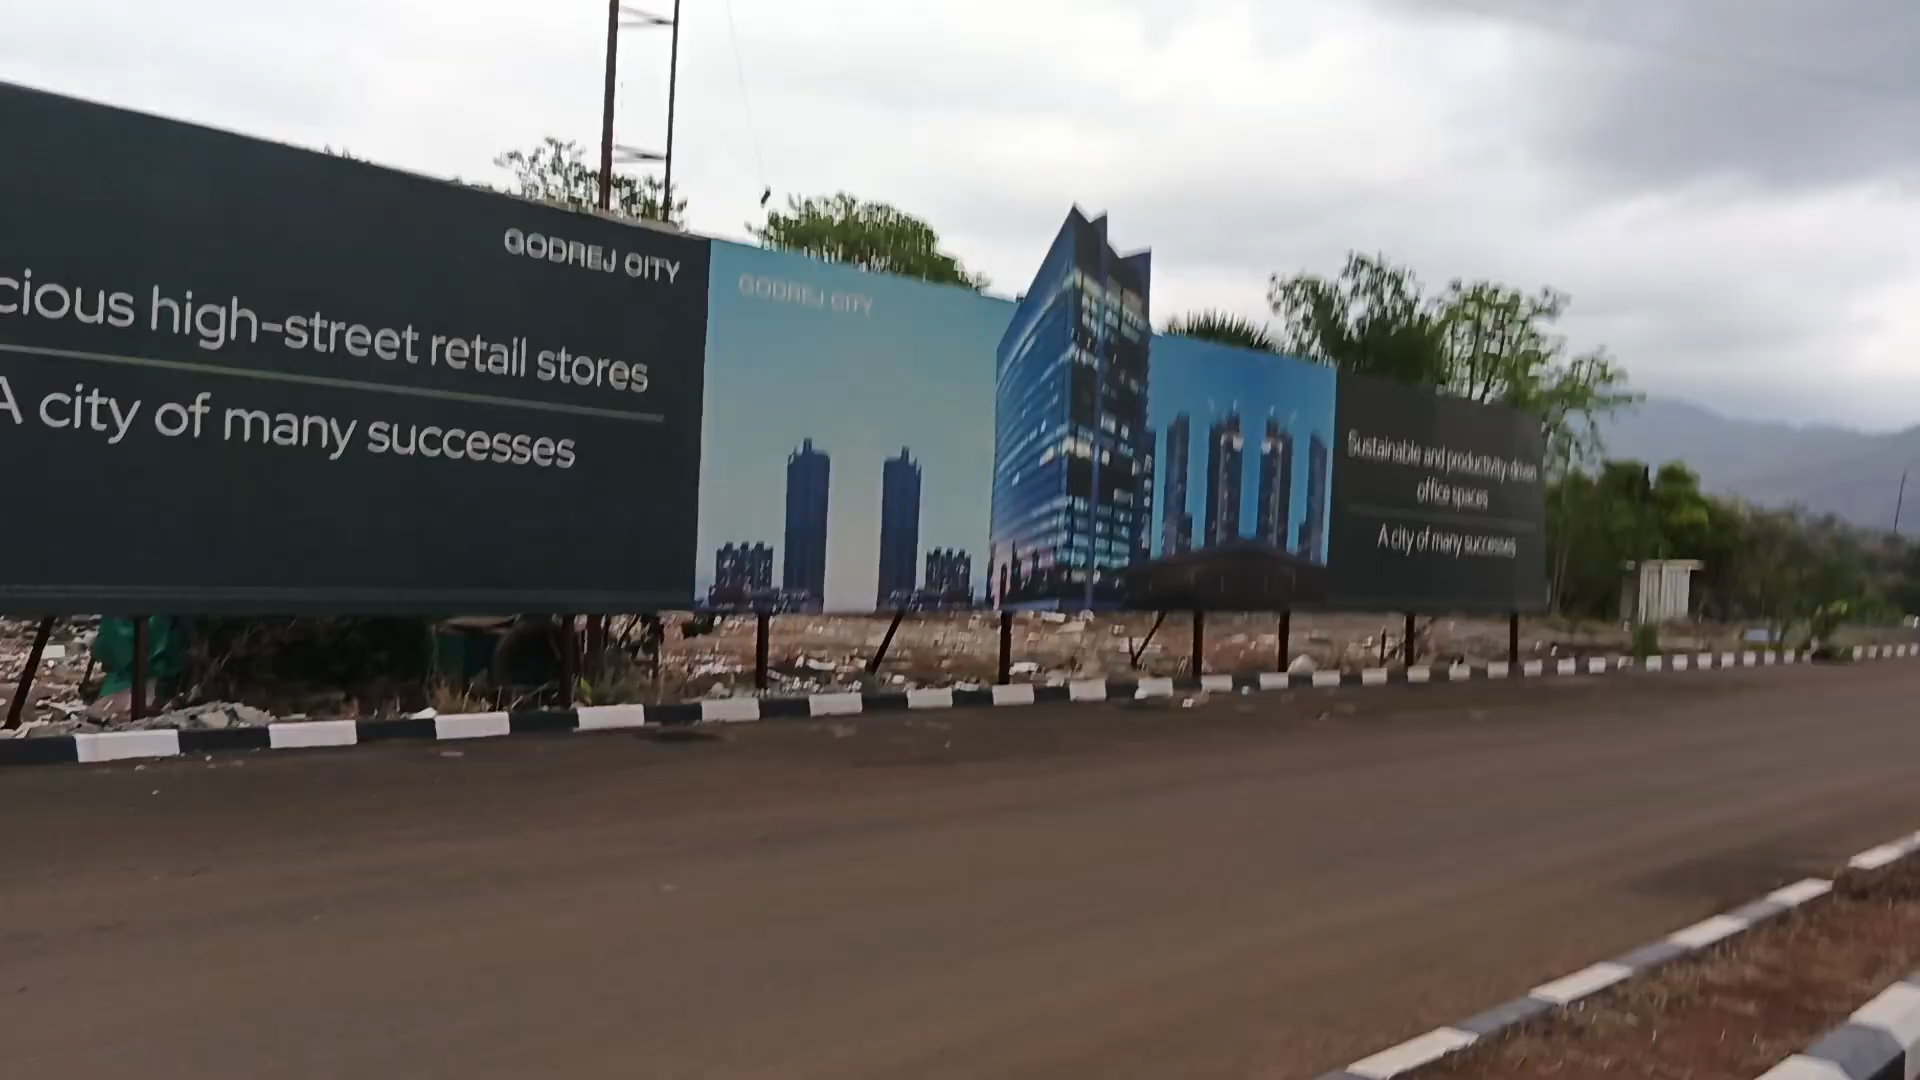 GODREJ CITY
cious high-street retail stores
A city of many successes
GODREJ CITY
Sustainable and productivity-driven
office spaces
A city of many successes